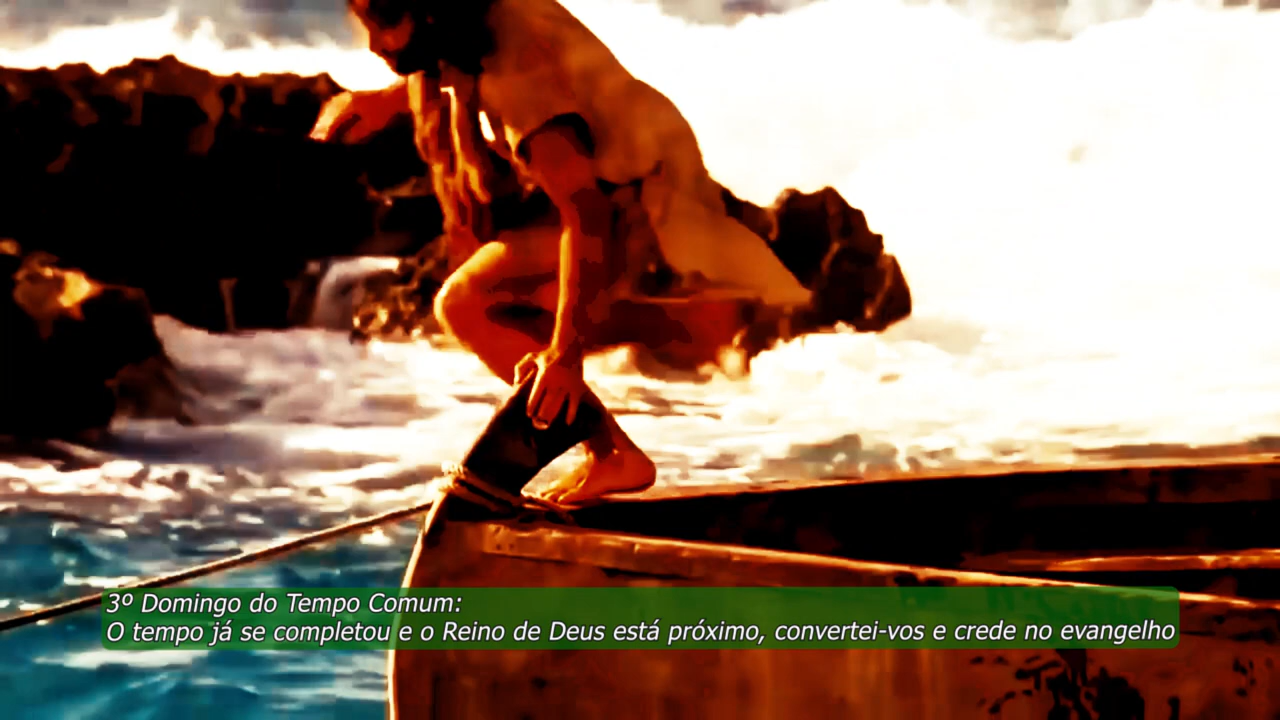 3º Domingo do Tempo Comum:
O tempo já se completou e o Reino de Deus está próximo, convertei-vos e crede no evangelho